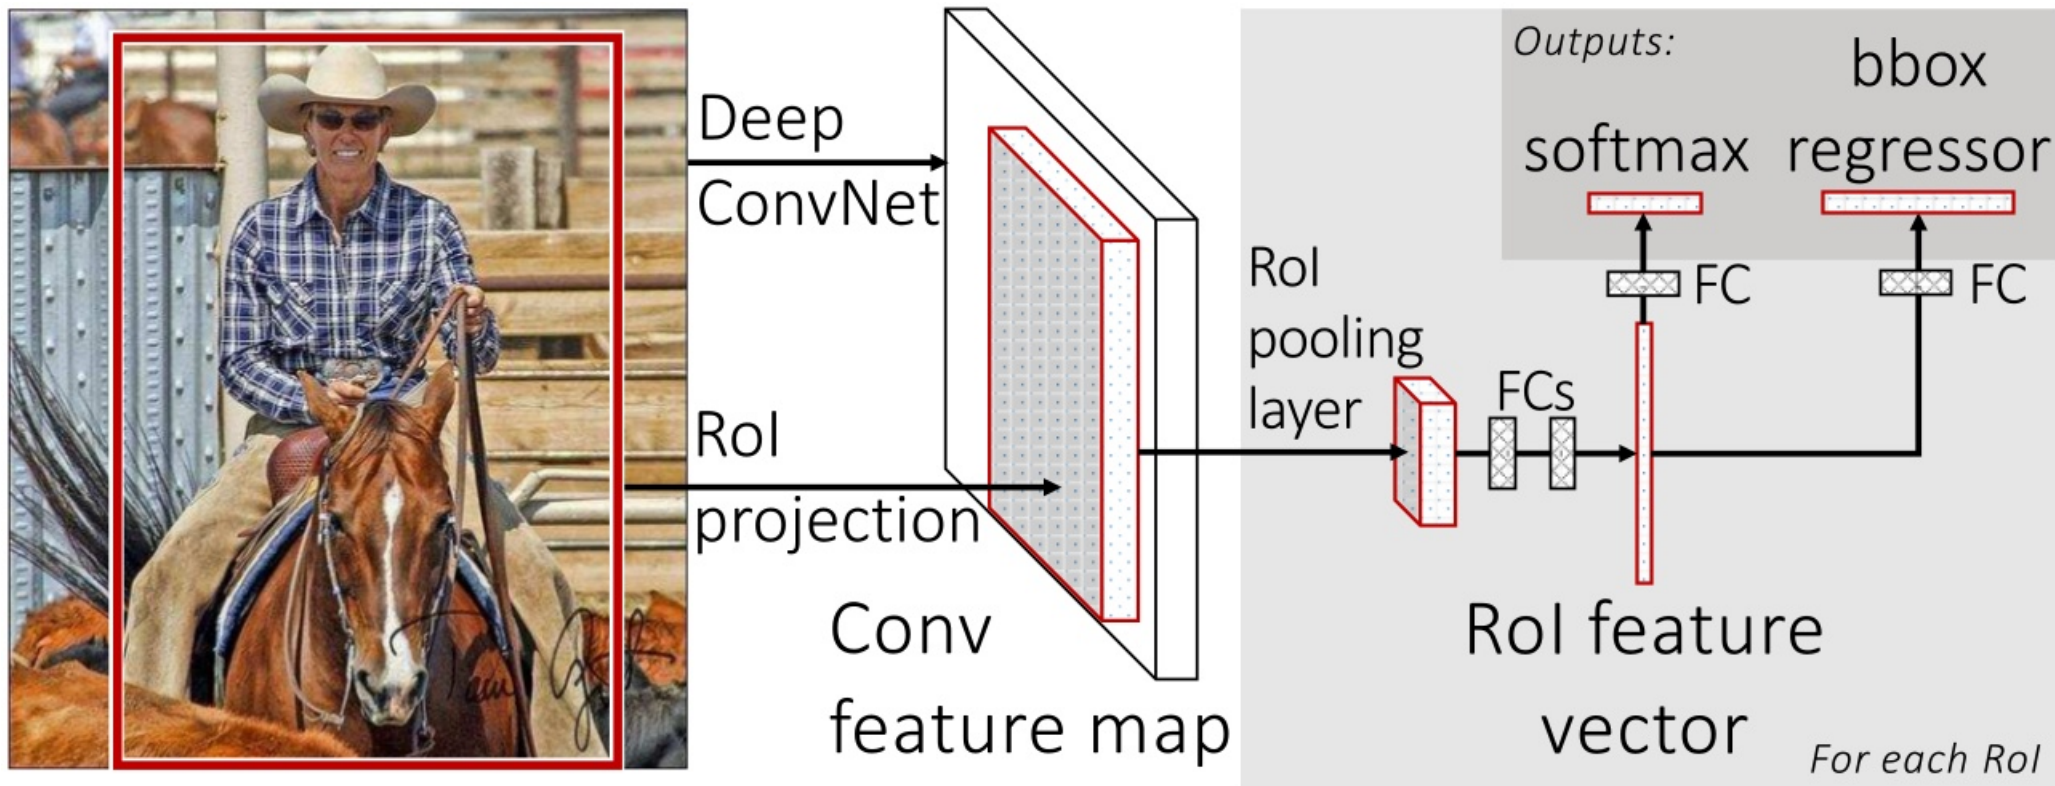 Deep
ConvNet
RoI
projection
Conv
feature map
RoI
pooling
layer
FCs
RoI feature
vector
For each RoI
Outputs:
softmax
bbox
regressor
FC
FC